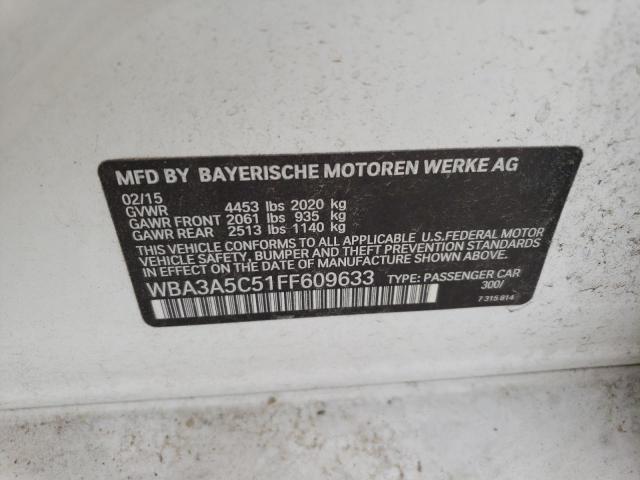 MFD BY BAYERISCHE MOTOREN WERKE AG
02/15
GVWR 4453 lbs 2020 kg
GAWR FRONT 2061 lbs 935 kg
GAWR REAR 2513 lbs 1140 kg
THIS VEHICLE CONFORMS TO ALL APPLICABLE U.S.FEDERAL MOTOR
VEHICLE SAFETY, BUMPER AND THEFT PREVENTION STANDARDS
IN EFFECT ON THE DATE OF MANUFACTURE SHOWN ABOVE.
WBA3A5C51FF609633 TYPE: PASSENGER CAR
300/
7 315 814